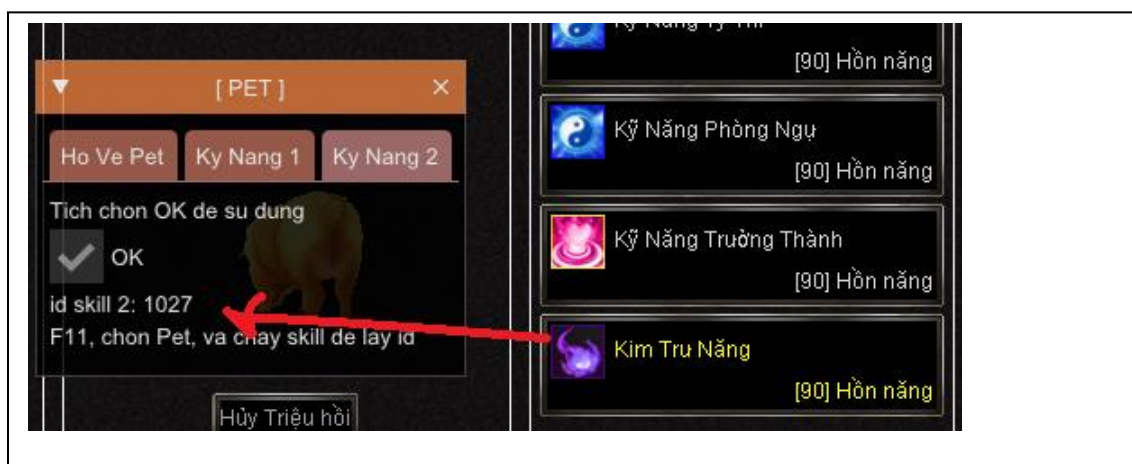 [ PET ]
Ho Ve Pet
Ky Nang 1
Ky Nang 2
Tich chon OK de su dung
OK
id skill 2: 1027
F11, chon Pet, va chay skill de lay id
Hủy Triệu hồi
[90] Hồn năng
Kỹ Năng Phòng Ngụ
[90] Hồn năng
Kỹ Năng Trưởng Thành
[90] Hồn năng
Kim Trư Năng
[90] Hồn năng